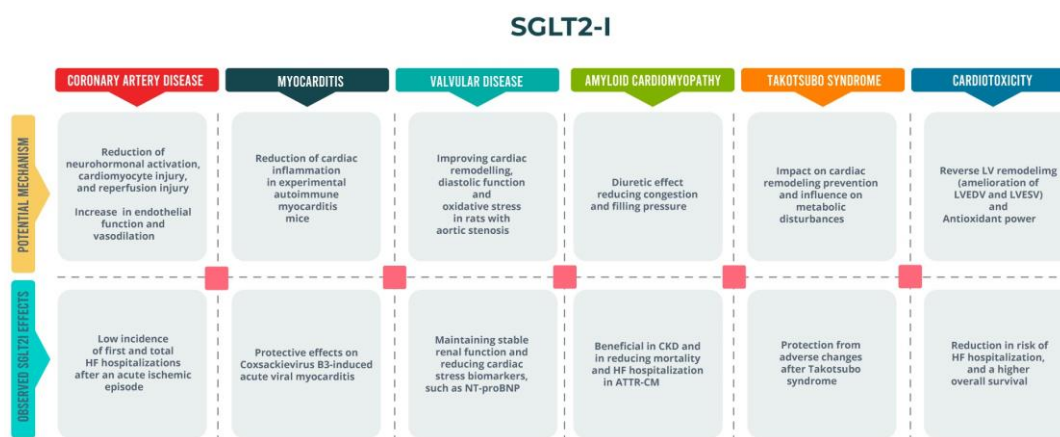 SGLT2-I
CORONARY ARTERY DISEASE
MYOCARDITIS
VALVULAR DISEASE
AMYLOID CARDIOMYOPATHY
TAKOTSUBO SYNDROME
CARDIOTOXICITY
POTENTIAL MECHANISM
Reduction of
neurohormonal activation,
cardiomyocyte injury,
and reperfusion injury
Increase in endothelial
function and
vasodilation
Reduction of cardiac
inflammation
in experimental
autoimmune
myocarditis
mice
Improving cardiac
remodelling,
diastolic function
and
oxidative stress
in rats with
aortic stenosis
Diuretic effect
reducing congestion
and filling pressure
Impact on cardiac
remodeling prevention
and influence on
metabolic
disturbances
Reverse LV remodelimg
(amelioration of
LVEDV and LVESV)
and
Antioxidant power
OBSERVED SGLT2I EFFECTS
Low incidence
of first and total
HF hospitalizations
after an acute ischemic
episode
Protective effects on
Coxsackievirus B3-induced
acute viral myocarditis
Maintaining stable
renal function and
reducing cardiac
stress biomarkers,
such as NT-proBNP
Beneficial in CKD and
in reducing mortality
and HF hospitalization
in ATTR-CM
Protection from
adverse changes
after Takotsubo
syndrome
Reduction in risk of
HF hospitalization,
and a higher
overall survival